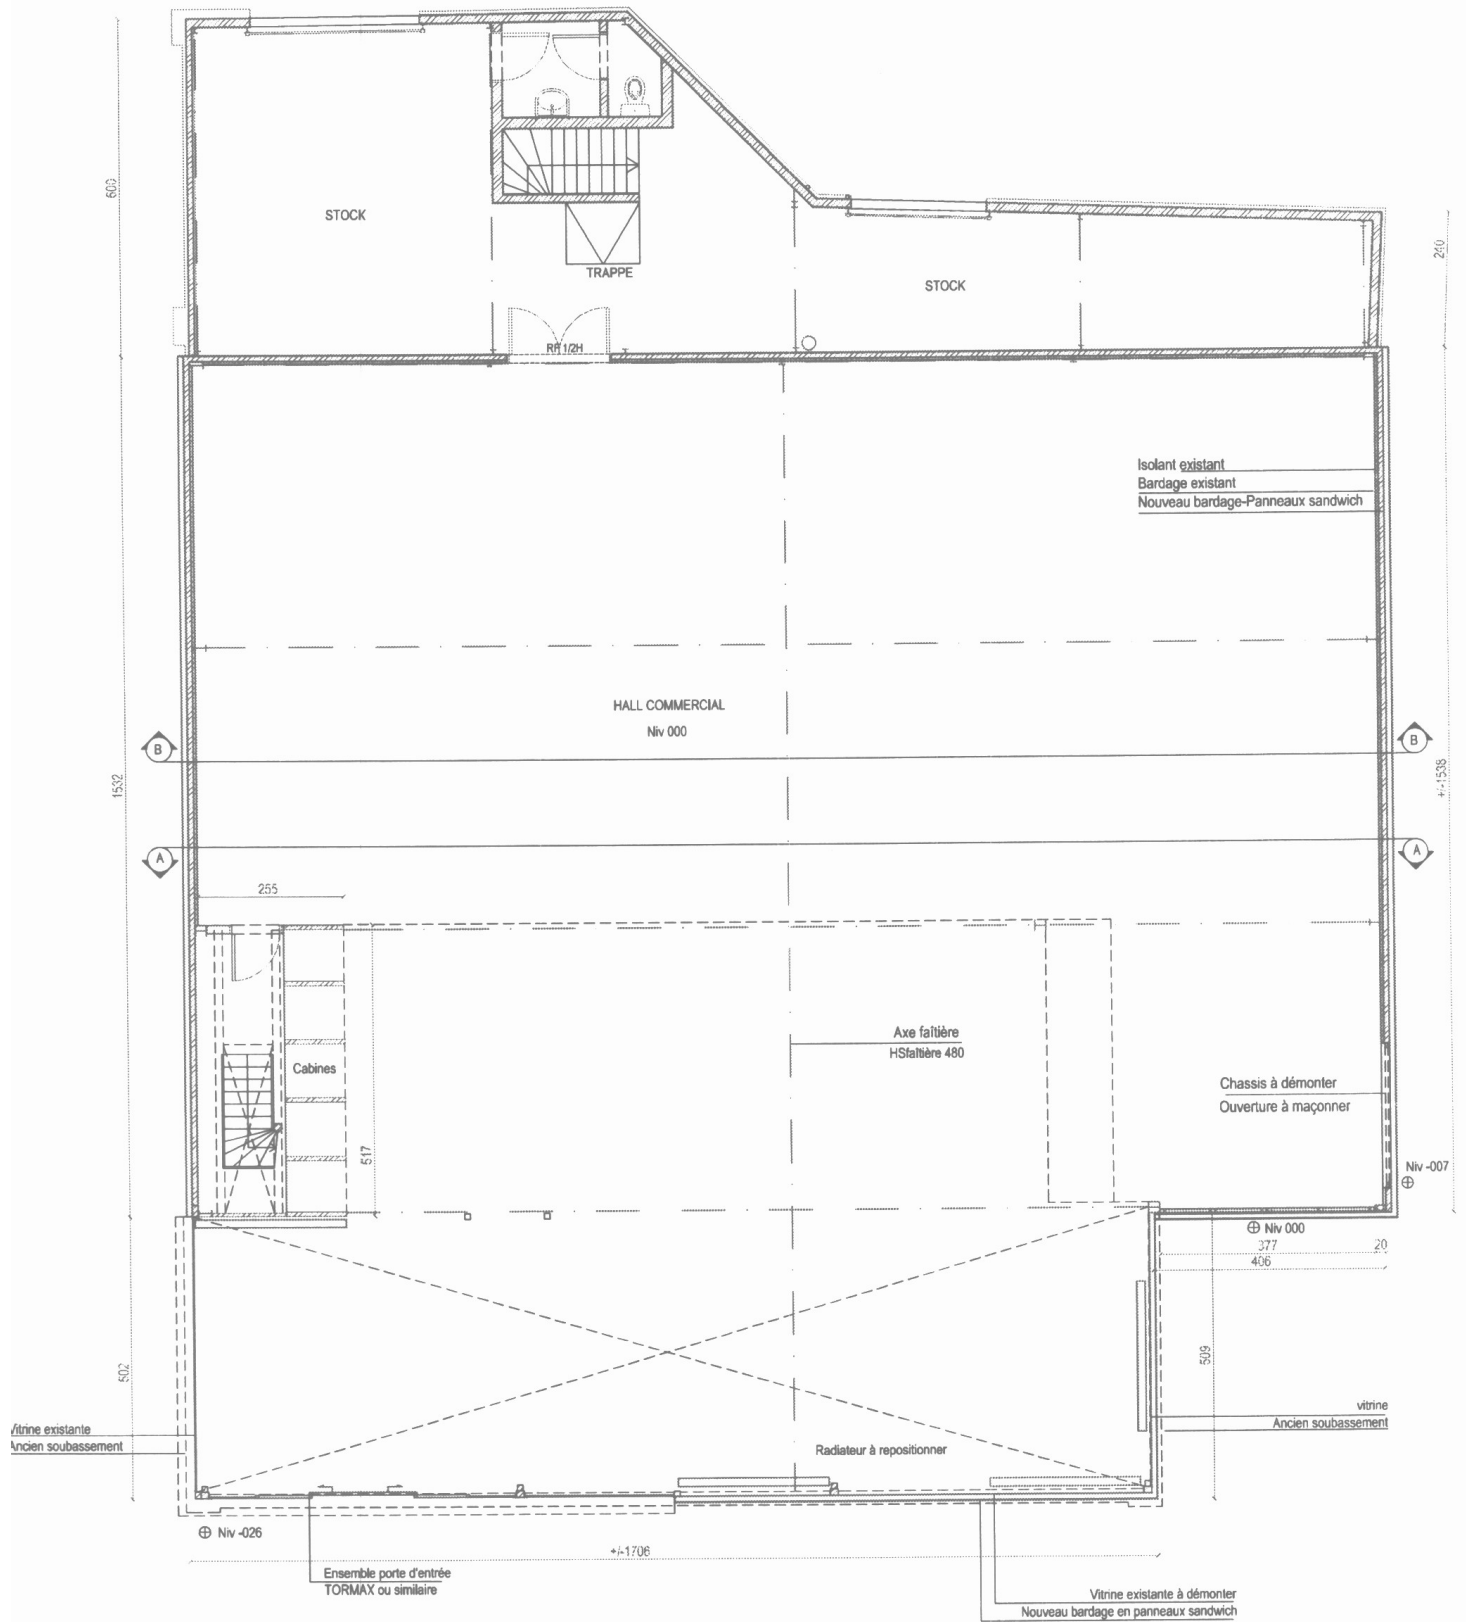 600
STOCK
TRAPPE
RF 1/2H
STOCK
240
Isolant existant
Bardage existant
Nouveau bardage-Panneaux sandwich
HALL COMMERCIAL
Niv 000
B
B
1532
+/-1538
A
A
255
Axe faîtière
HSfaîtière 480
Cabines
Chassis à démonter
Ouverture à maçonner
517
Niv -007
Niv 000
377
20
406
502
509
Vitrine existante
Ancien soubassement
vitrine
Ancien soubassement
Radiateur à repositionner
Niv -026
+/-1706
Ensemble porte d'entrée
TORMAX ou similaire
Vitrine existante à démonter
Nouveau bardage en panneaux sandwich